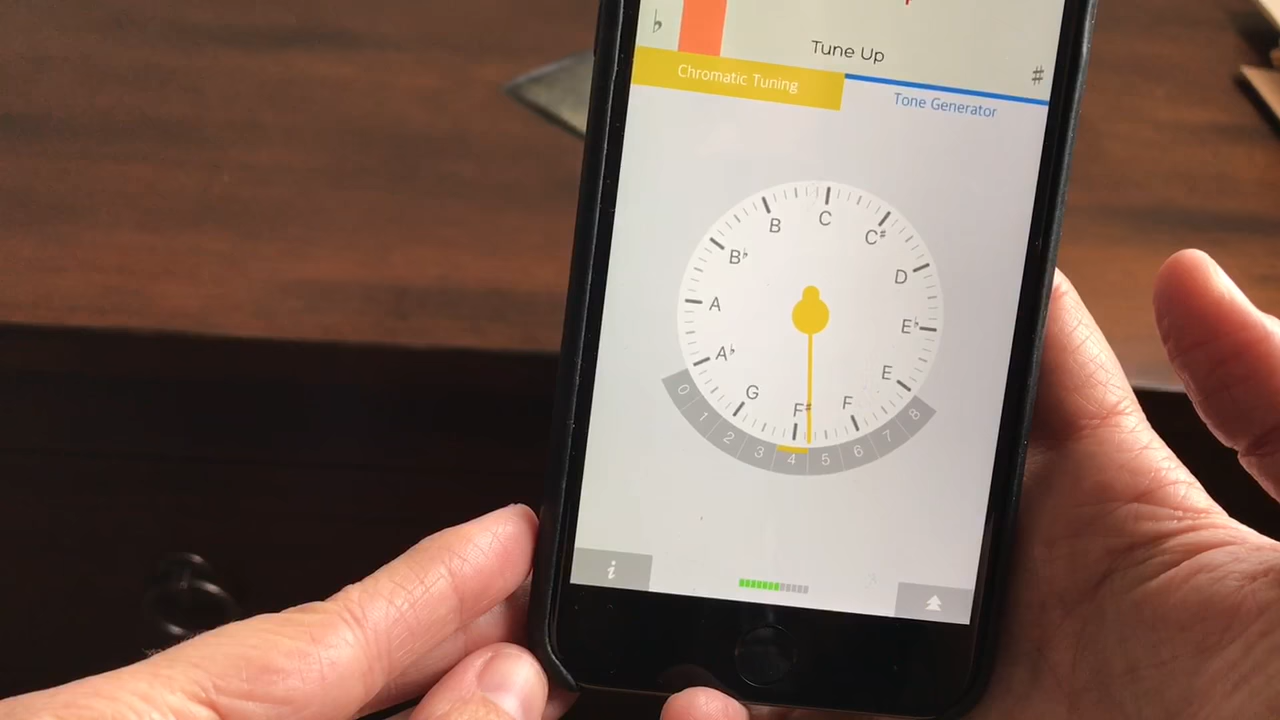 ♭
Tune Up
♯
Chromatic Tuning
Tone Generator
C
C♯
D
E♭
E
F
F♯
G
A♭
A
B♭
B
0
1
2
3
4
5
6
7
8
i